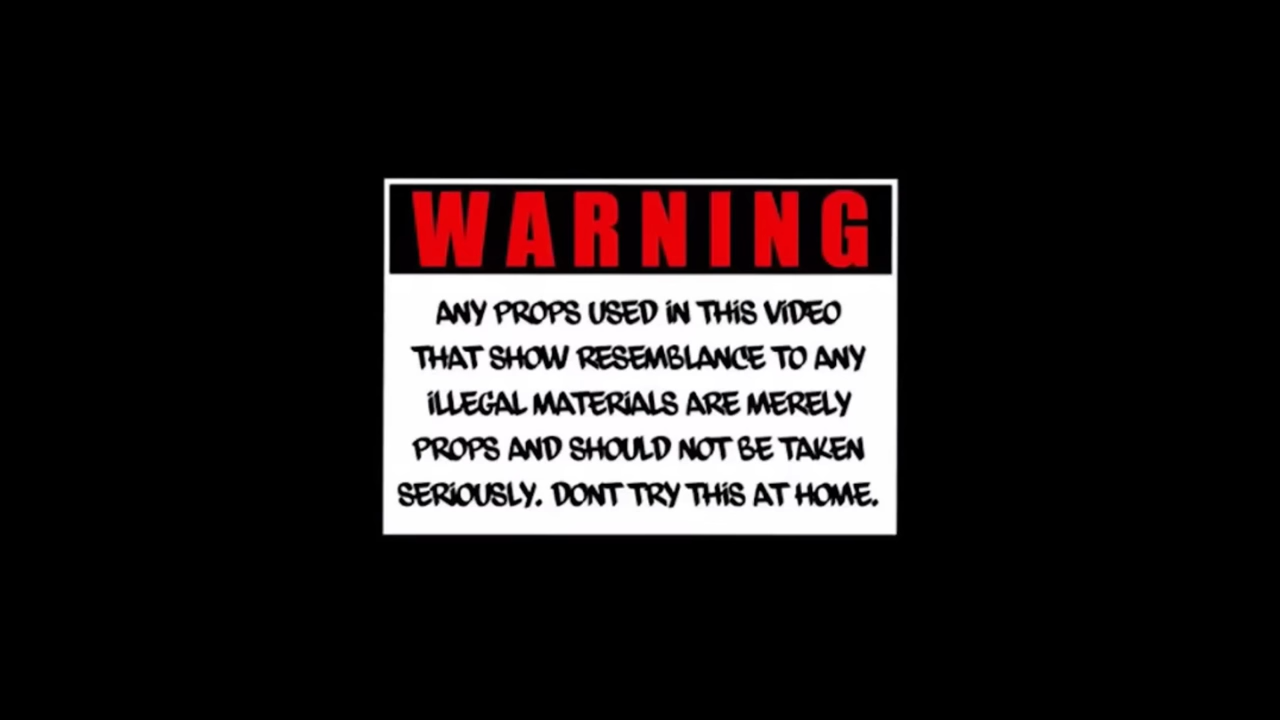 WARNING
ANY PROPS USED IN THIS VIDEO
THAT SHOW RESEMBLANCE TO ANY
ILLEGAL MATERIALS ARE MERELY
PROPS AND SHOULD NOT BE TAKEN
SERIOUSLY. DONT TRY THIS AT HOME.